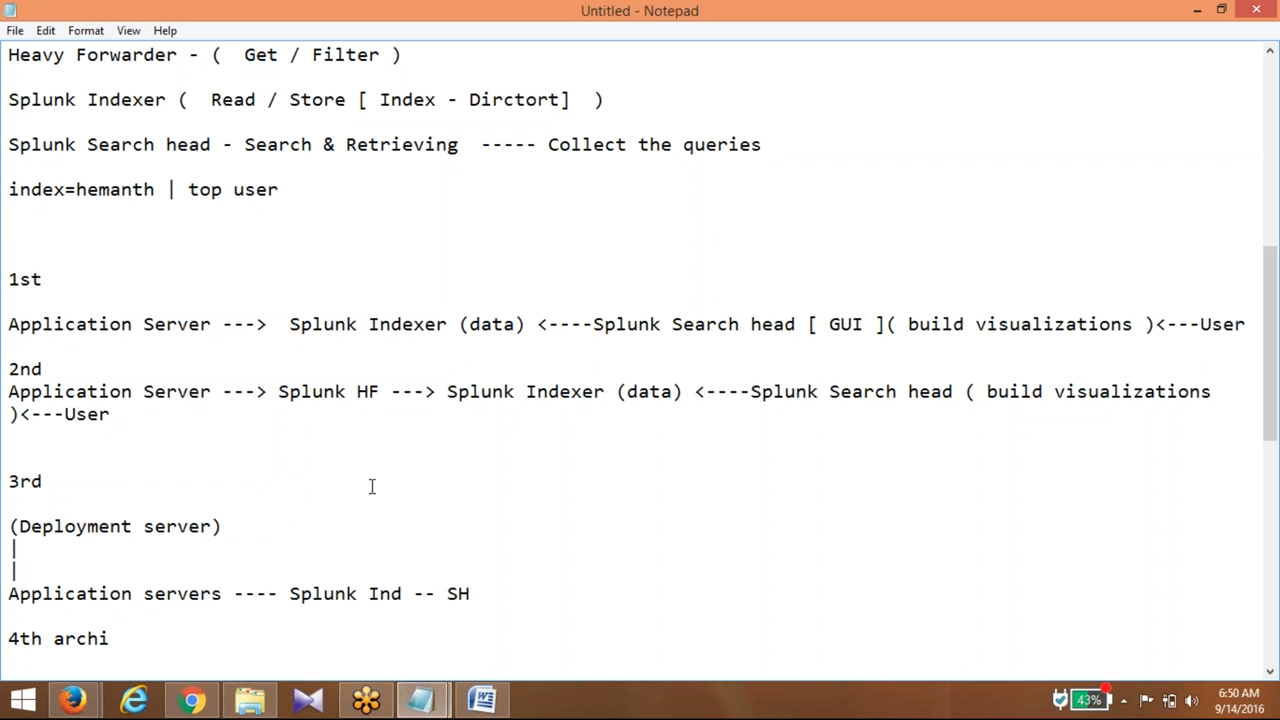 Untitled - Notepad
File Edit Format View Help
Heavy Forwarder - (  Get / Filter )
Splunk Indexer (  Read / Store [ Index - Dirctort]  )
Splunk Search head - Search & Retrieving  ----- Collect the queries
index=hemanth | top user
1st
Application Server --->  Splunk Indexer (data) <----Splunk Search head [ GUI ]( build visualizations )<---User
2nd
Application Server ---> Splunk HF ---> Splunk Indexer (data) <----Splunk Search head ( build visualizations
)<---User
3rd
(Deployment server)
|
|
Application servers ---- Splunk Ind -- SH
4th archi
43%
6:50 AM
9/14/2016